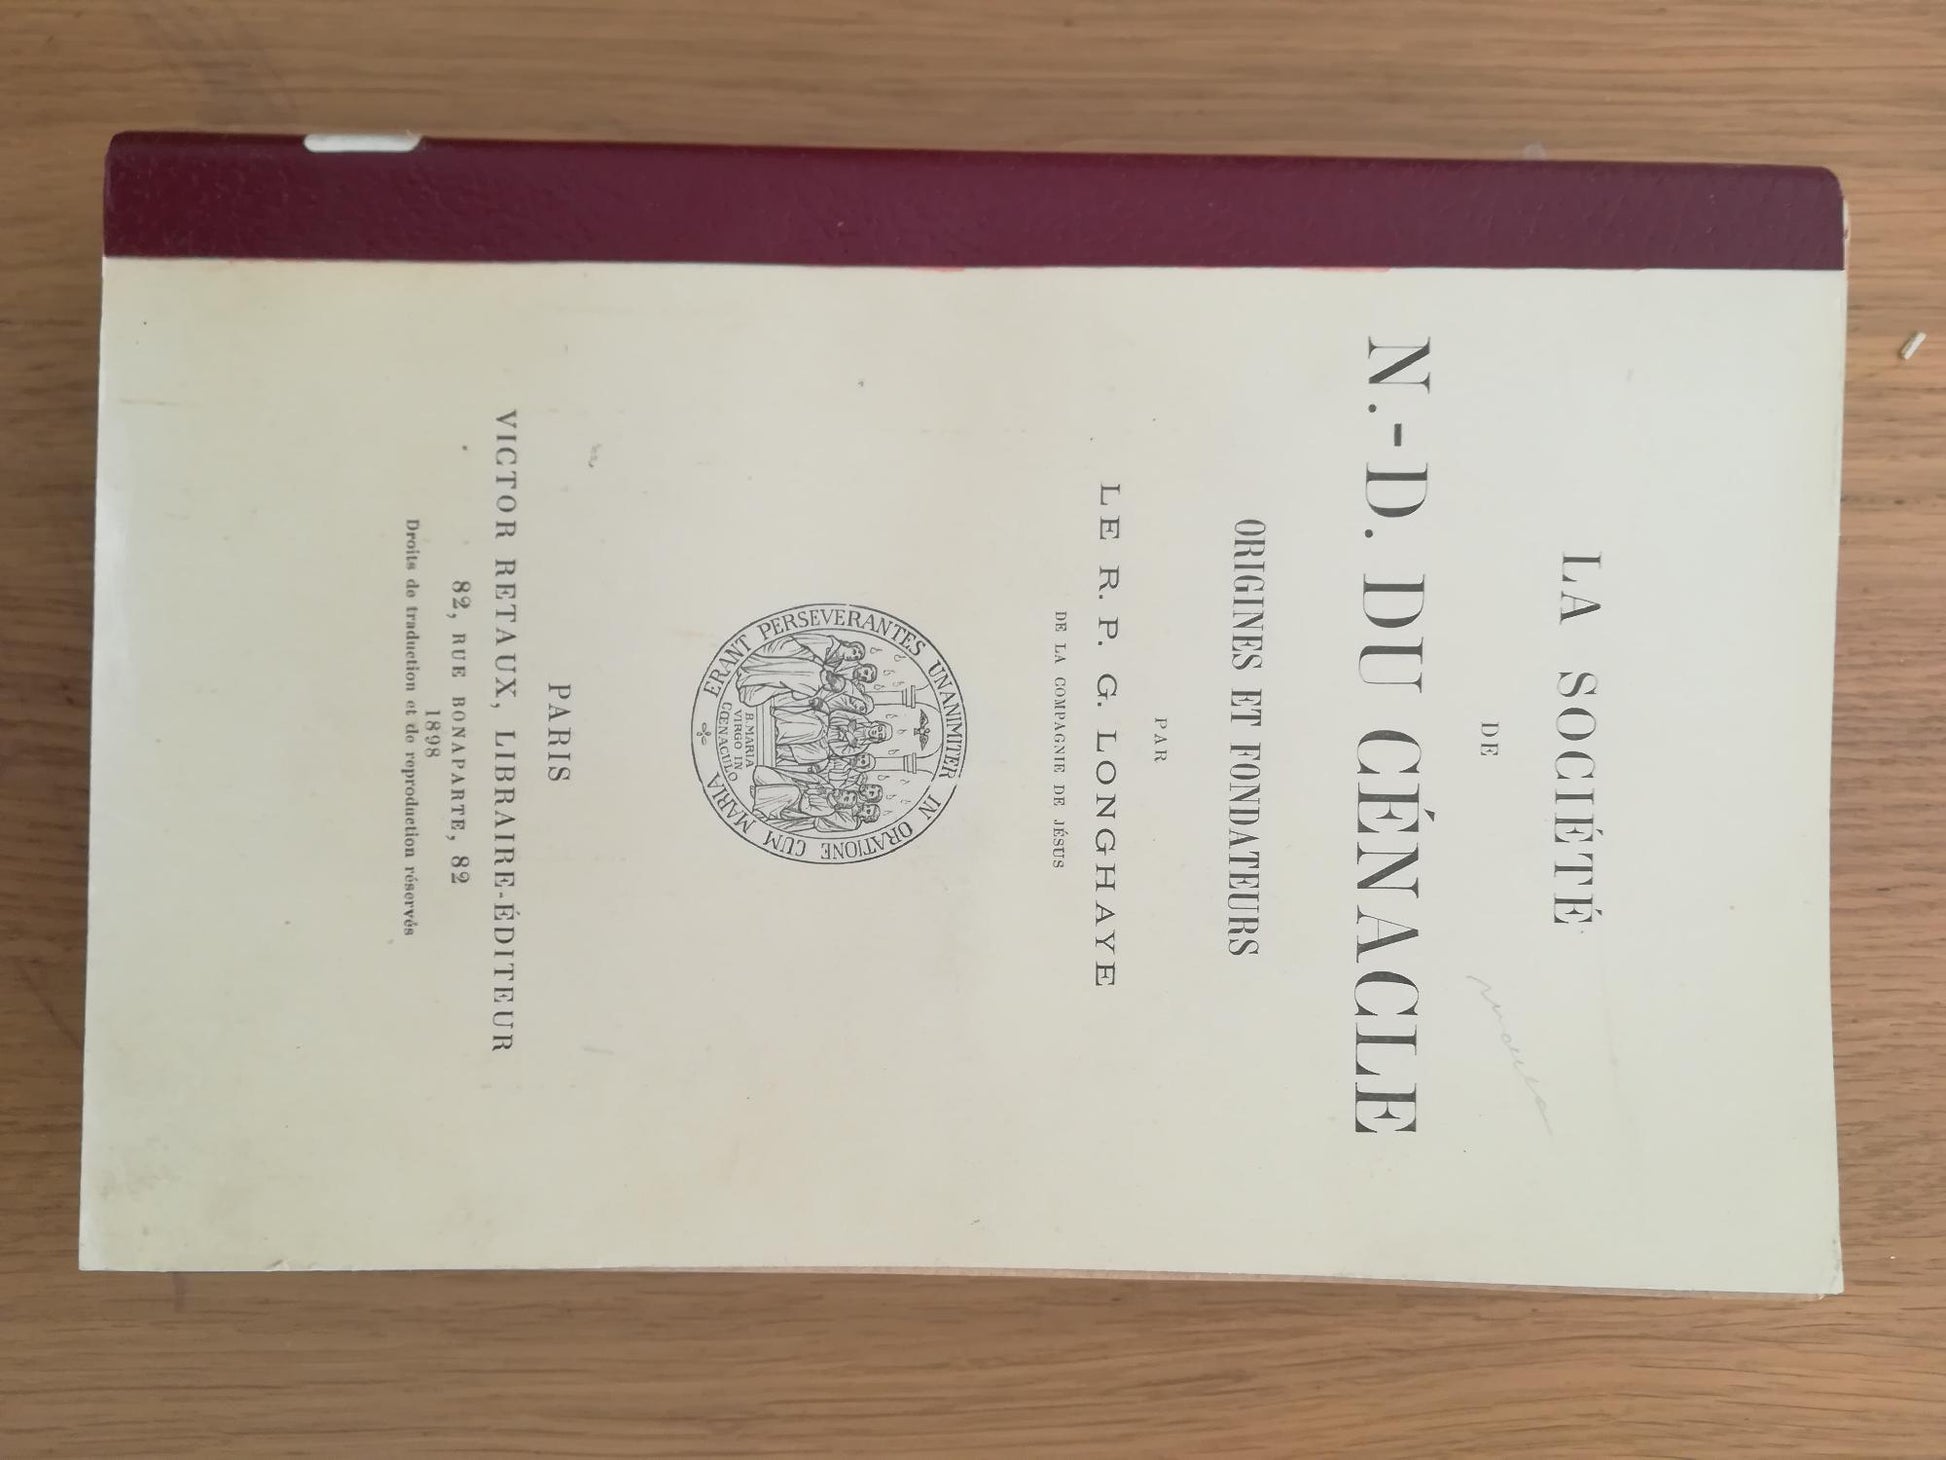 LA SOCIÉTÉ
DE
N.-D. DU CÉNACLE
ORIGINES ET FONDATEURS
PAR
LE R. P. G. LONGHAYE
DE LA COMPAGNIE DE JÉSUS
ERANT PERSEVERANTES UNANIMITER IN ORATIONE CUM MARIA
B. MARIA
VIRGO IN
CŒNACULO
PARIS
VICTOR RETAUX, LIBRAIRE-ÉDITEUR
82, RUE BONAPARTE, 82
1898
Droits de traduction et de reproduction réservés